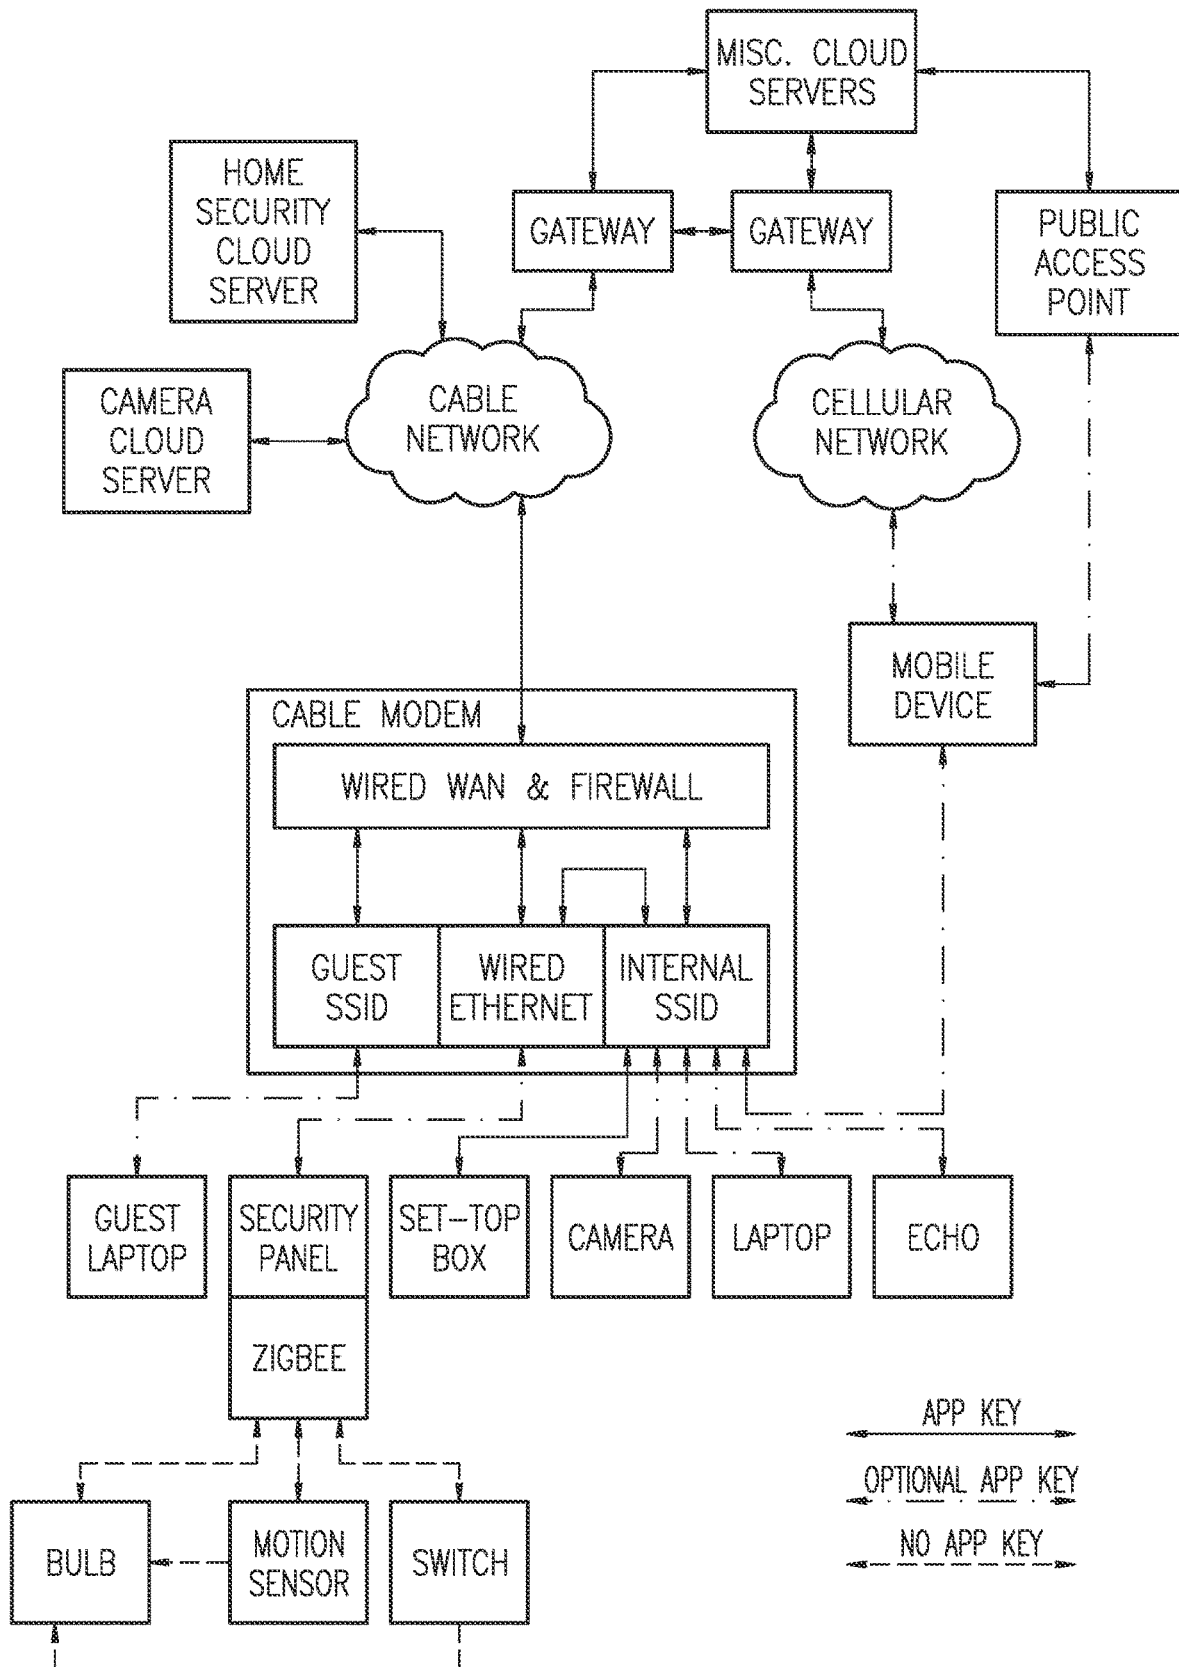 MISC. CLOUD
SERVERS
HOME
SECURITY
CLOUD
SERVER
GATEWAY
GATEWAY
PUBLIC
ACCESS
POINT
CAMERA
CLOUD
SERVER
CABLE
NETWORK
CELLULAR
NETWORK
MOBILE
DEVICE
CABLE MODEM
WIRED WAN & FIREWALL
GUEST
SSID
WIRED
ETHERNET
INTERNAL
SSID
GUEST
LAPTOP
SECURITY
PANEL
SET-TOP
BOX
CAMERA
LAPTOP
ECHO
ZIGBEE
APP KEY
OPTIONAL APP KEY
NO APP KEY
BULB
MOTION
SENSOR
SWITCH